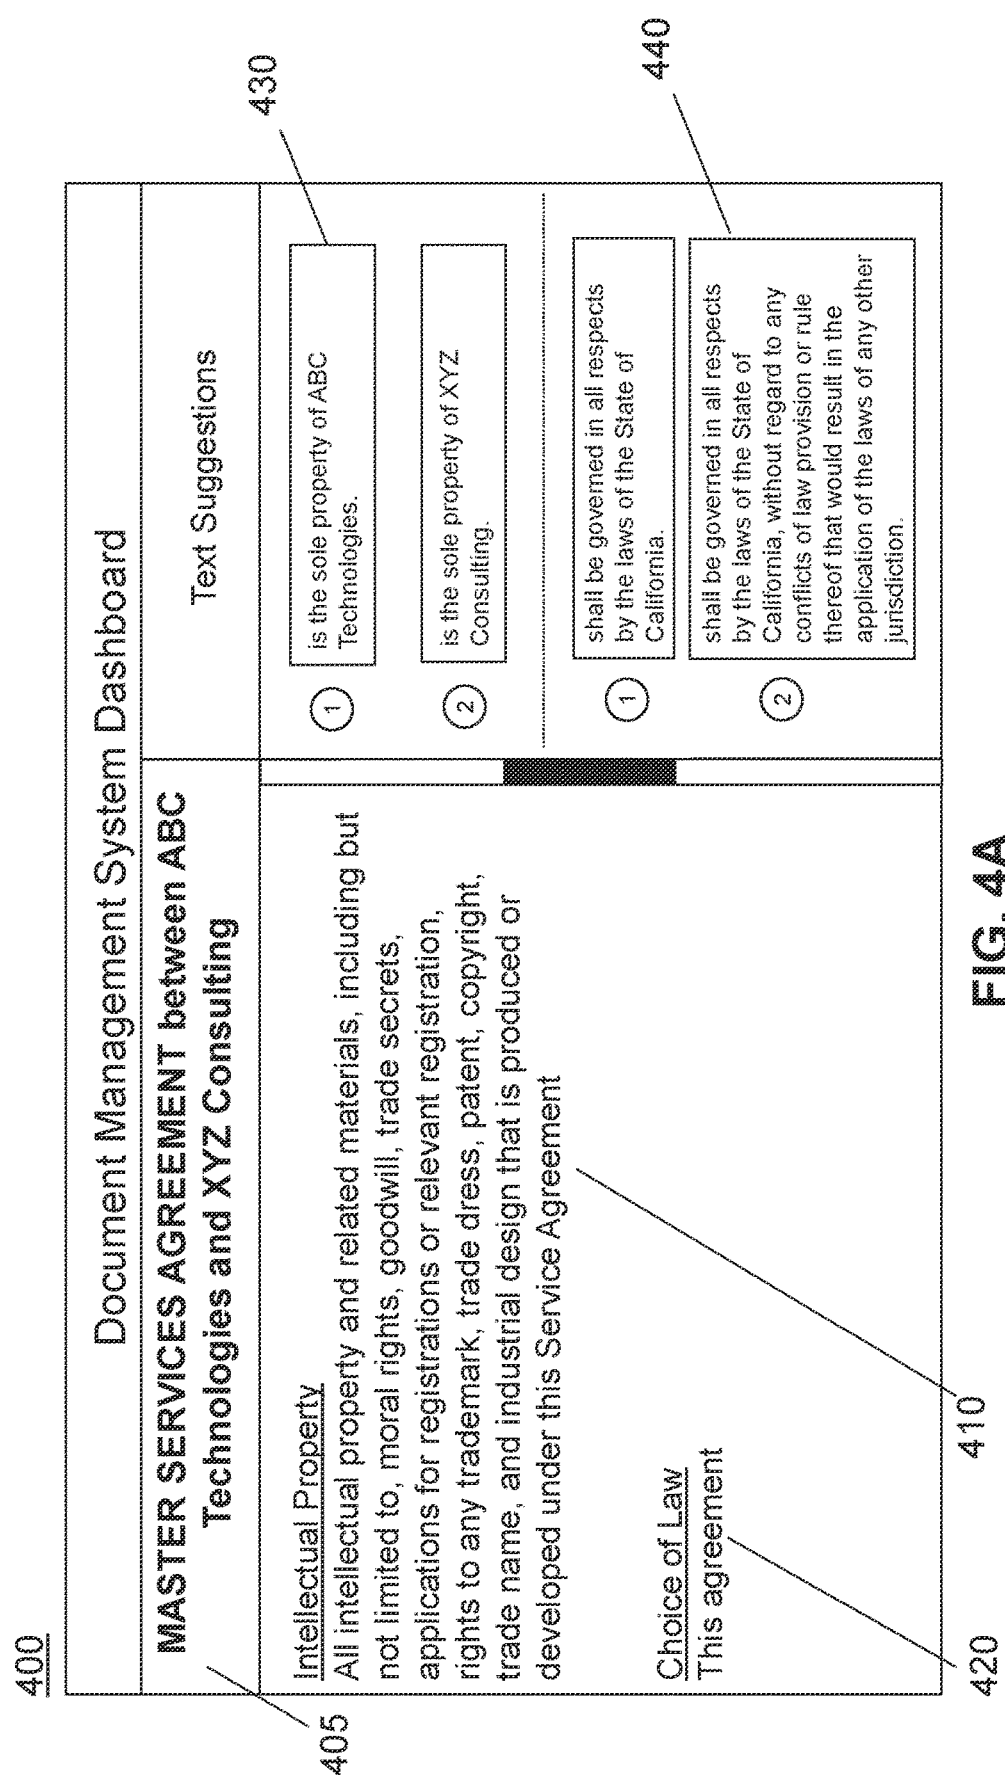 400
Document Management System Dashboard
405
MASTER SERVICES AGREEMENT between ABC
Technologies and XYZ Consulting
Text Suggestions
Intellectual Property
All intellectual property and related materials, including but
not limited to, moral rights, goodwill, trade secrets,
applications for registrations or relevant registration,
rights to any trademark, trade dress, patent, copyright,
trade name, and industrial design that is produced or
developed under this Service Agreement
410
Choice of Law
This agreement
420
1
is the sole property of ABC
Technologies.
430
2
is the sole property of XYZ
Consulting.
1
shall be governed in all respects
by the laws of the State of
California.
2
shall be governed in all respects
by the laws of the State of
California, without regard to any
conflicts of law provision or rule
thereof that would result in the
application of the laws of any other
jurisdiction.
440
FIG. 4A